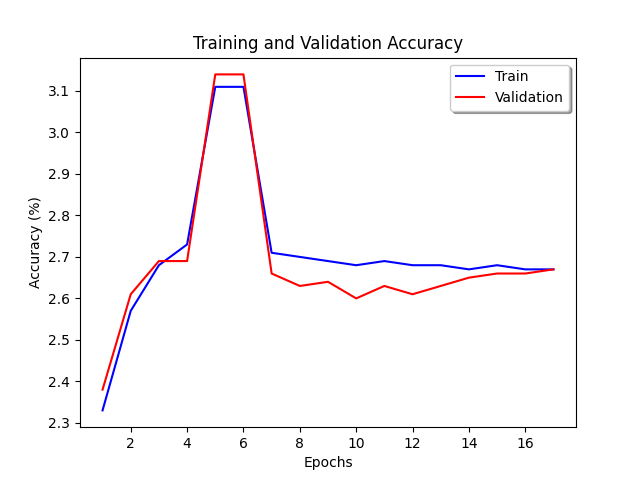 Training and Validation Accuracy
Train
Validation
Accuracy (%)
3.1
3.0
2.9
2.8
2.7
2.6
2.5
2.4
2.3
2 4 6 8 10 12 14 16
Epochs